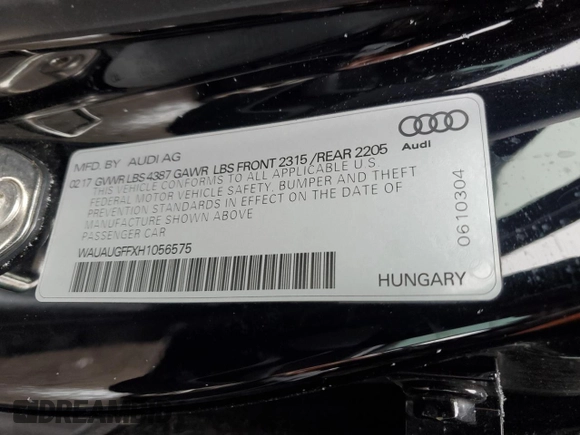 MFD. BY AUDI AG
02 17 GVWR LBS 4387 GAWR LBS FRONT 2315 / REAR 2205
THIS VEHICLE CONFORMS TO ALL APPLICABLE U S
FEDERAL MOTOR VEHICLE SAFETY, BUMPER AND THEFT
PREVENTION STANDARDS IN EFFECT ON THE DATE OF
MANUFACTURE SHOWN ABOVE
PASSENGER CAR
WAUAUGFFXH1056575
Audi
0610304
HUNGARY